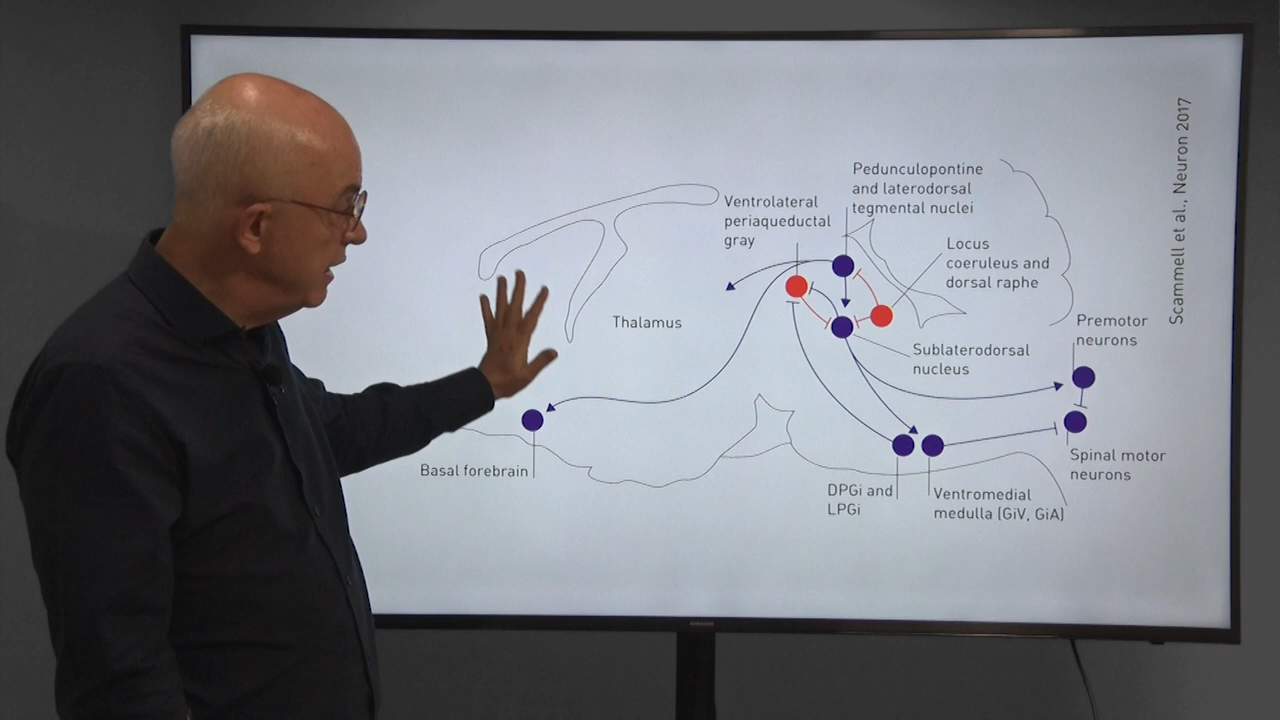 Scammell et al., Neuron 2017
Pedunculopontine
and laterodorsal
tegmental nuclei
Ventrolateral
periaqueductal
gray
Locus
coeruleus and
dorsal raphe
Thalamus
Premotor
neurons
Sublaterodorsal
nucleus
Basal forebrain
Spinal motor
neurons
DPGi and
LPGi
Ventromedial
medulla (GiV, GiA)
SAMSUNG